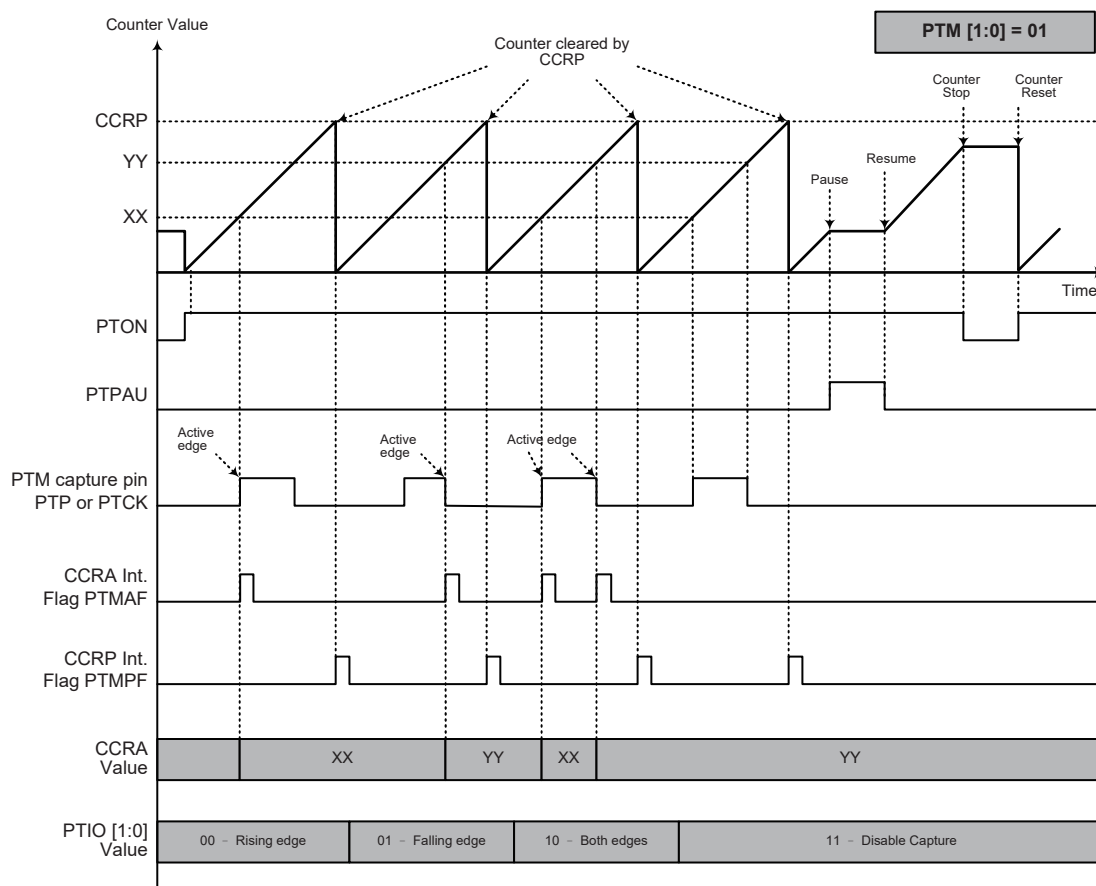 Counter Value
PTM [1:0] = 01
Counter cleared by
CCRP
Counter
Stop
Counter
Reset
CCRP
YY
XX
Pause
Resume
Time
PTON
PTPAU
Active
edge
Active
edge
Active edge
PTM capture pin
PTP or PTCK
CCRA Int.
Flag PTMAF
CCRP Int.
Flag PTMPF
CCRA
Value
XX
YY
XX
YY
PTIO [1:0]
Value
00 - Rising edge
01 - Falling edge
10 - Both edges
11 - Disable Capture